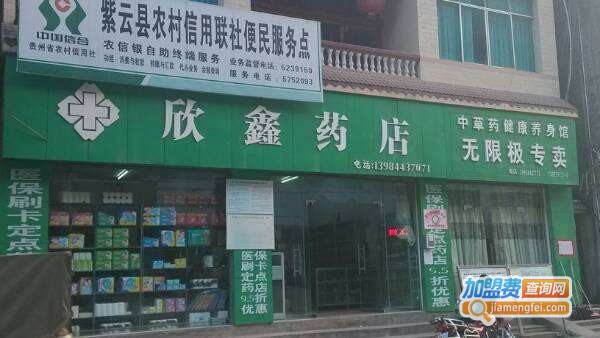 紫云县农村信用联社便民服务点
中国信合
贵州省农村信用社
农信银自助终端服务
业务监督电话:5239159
服务电话:5752093
欣鑫药店
电话:13984437071
中草药健康养身馆
无限极专卖
医保刷卡定点
医保刷卡定点药店9.5折优惠
9.5折优惠
加盟费查询网
jiamengfei.com